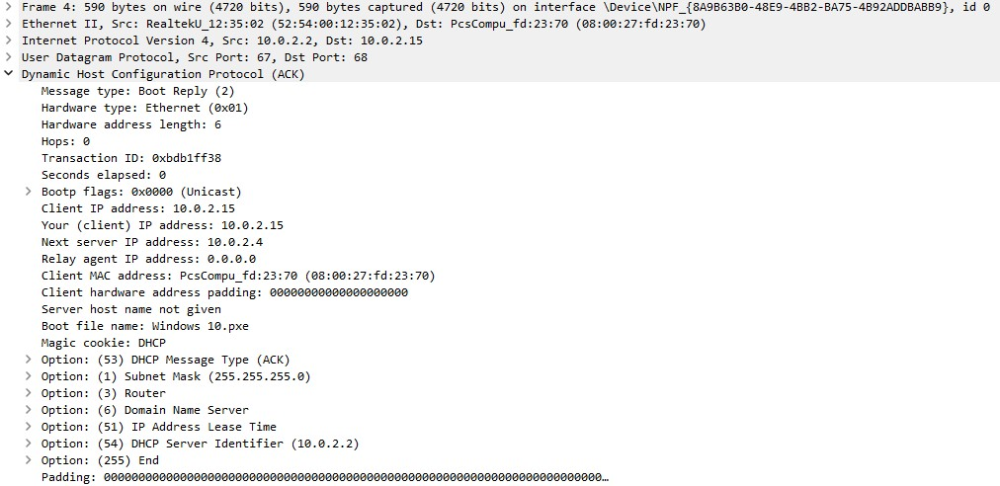 Frame 4: 590 bytes on wire (4720 bits), 590 bytes captured (4720 bits) on interface \Device\NPF_{8A9B63B0-48E9-4BB2-BA75-4B92ADDBABB9}, id 0
Ethernet II, Src: RealtekU_12:35:02 (52:54:00:12:35:02), Dst: PcsCompu_fd:23:70 (08:00:27:fd:23:70)
Internet Protocol Version 4, Src: 10.0.2.2, Dst: 10.0.2.15
User Datagram Protocol, Src Port: 67, Dst Port: 68
Dynamic Host Configuration Protocol (ACK)
Message type: Boot Reply (2)
Hardware type: Ethernet (0x01)
Hardware address length: 6
Hops: 0
Transaction ID: 0xbdb1ff38
Seconds elapsed: 0
Bootp flags: 0x0000 (Unicast)
Client IP address: 10.0.2.15
Your (client) IP address: 10.0.2.15
Next server IP address: 10.0.2.4
Relay agent IP address: 0.0.0.0
Client MAC address: PcsCompu_fd:23:70 (08:00:27:fd:23:70)
Client hardware address padding: 00000000000000000000
Server host name not given
Boot file name: Windows 10.pxe
Magic cookie: DHCP
Option: (53) DHCP Message Type (ACK)
Option: (1) Subnet Mask (255.255.255.0)
Option: (3) Router
Option: (6) Domain Name Server
Option: (51) IP Address Lease Time
Option: (54) DHCP Server Identifier (10.0.2.2)
Option: (255) End
Padding: 000000000000000000000000000000000000000000000000000000000000000000000000…